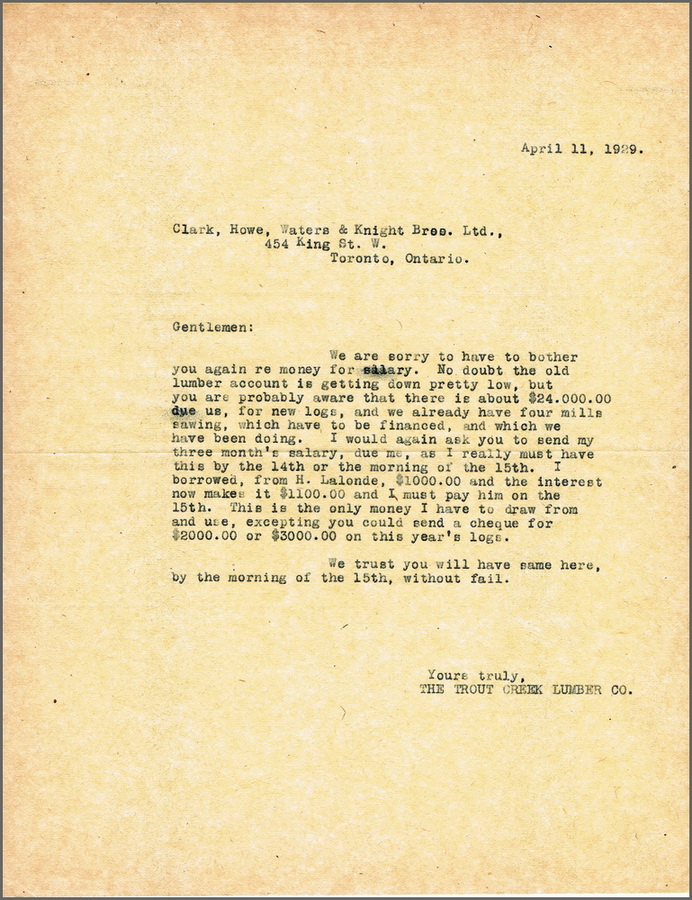 April 11, 1929.
Clark, Howe, Waters & Knight Bros. Ltd.,
454 King St. W.
Toronto, Ontario.
Gentlemen:
We are sorry to have to bother
you again re money for salary. No doubt the old
lumber account is getting down pretty low, but
you are probably aware that there is about $24.000.00
due us, for new logs, and we already have four mills
sawing, which have to be financed, and which we
have been doing. I would again ask you to send my
three month's salary, due me, as I really must have
this by the 14th or the morning of the 15th. I
borrowed, from H. Lalonde, $1000.00 and the interest
now makes it $1100.00 and I must pay him on the
15th. This is the only money I have to draw from
and use, excepting you could send a cheque for
$2000.00 or $3000.00 on this year's logs.
We trust you will have same here,
by the morning of the 15th, without fail.
Yours truly,
THE TROUT CREEK LUMBER CO.